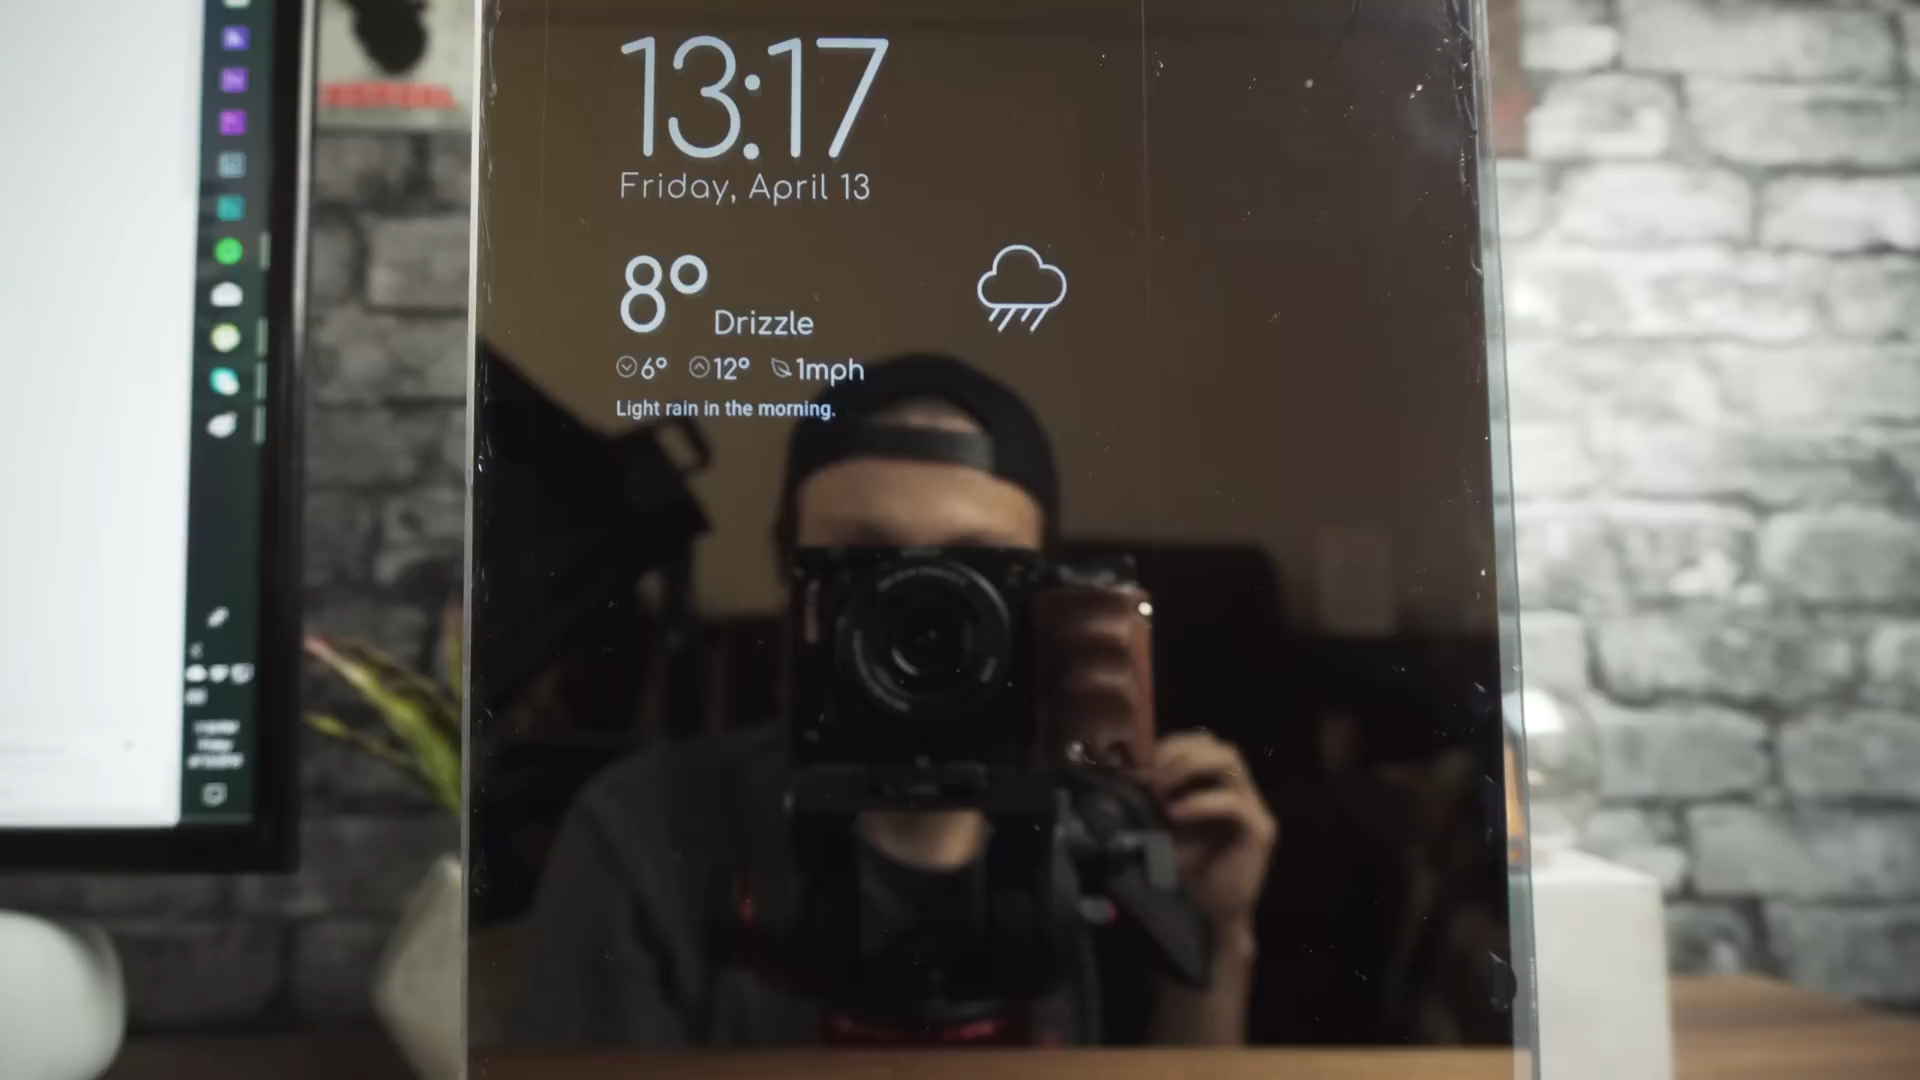 13:17
Friday, April 13
8° Drizzle
6° 12° 1mph
Light rain in the morning.